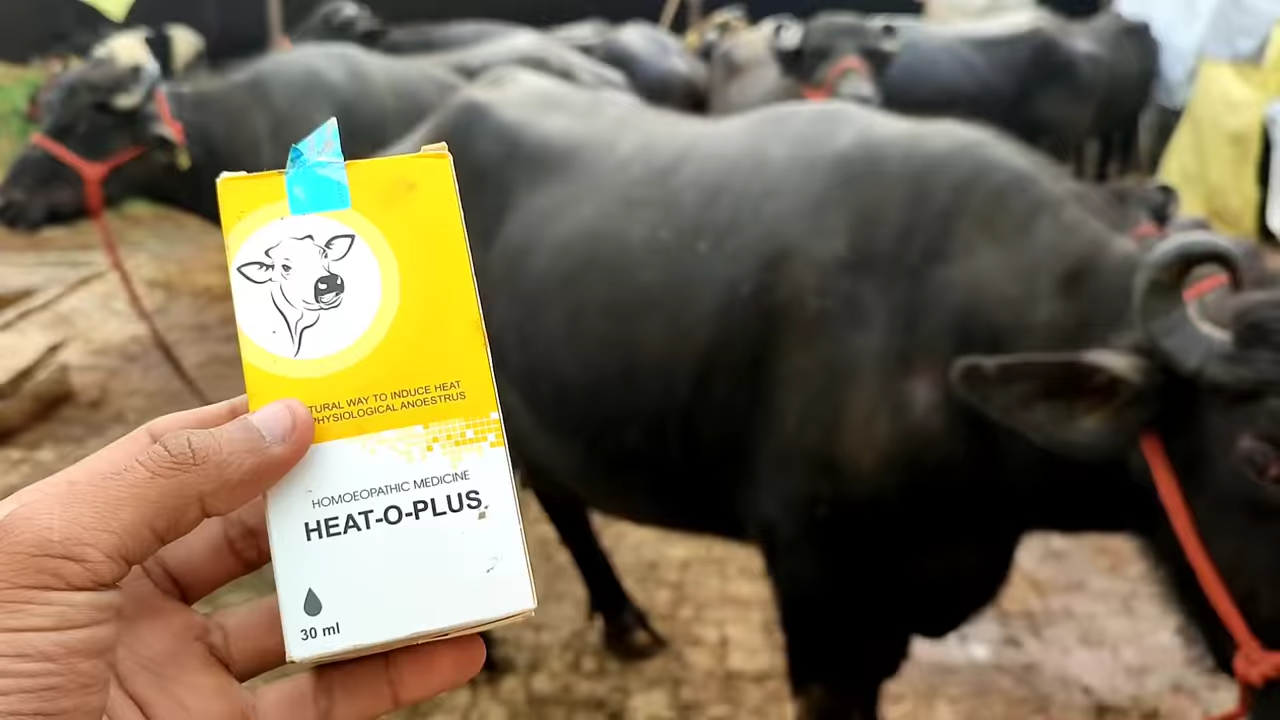 TURAL WAY TO INDUCE HEAT
PHYSIOLOGICAL ANOESTRUS
HOMOEOPATHIC MEDICINE
HEAT-O-PLUS
30 ml